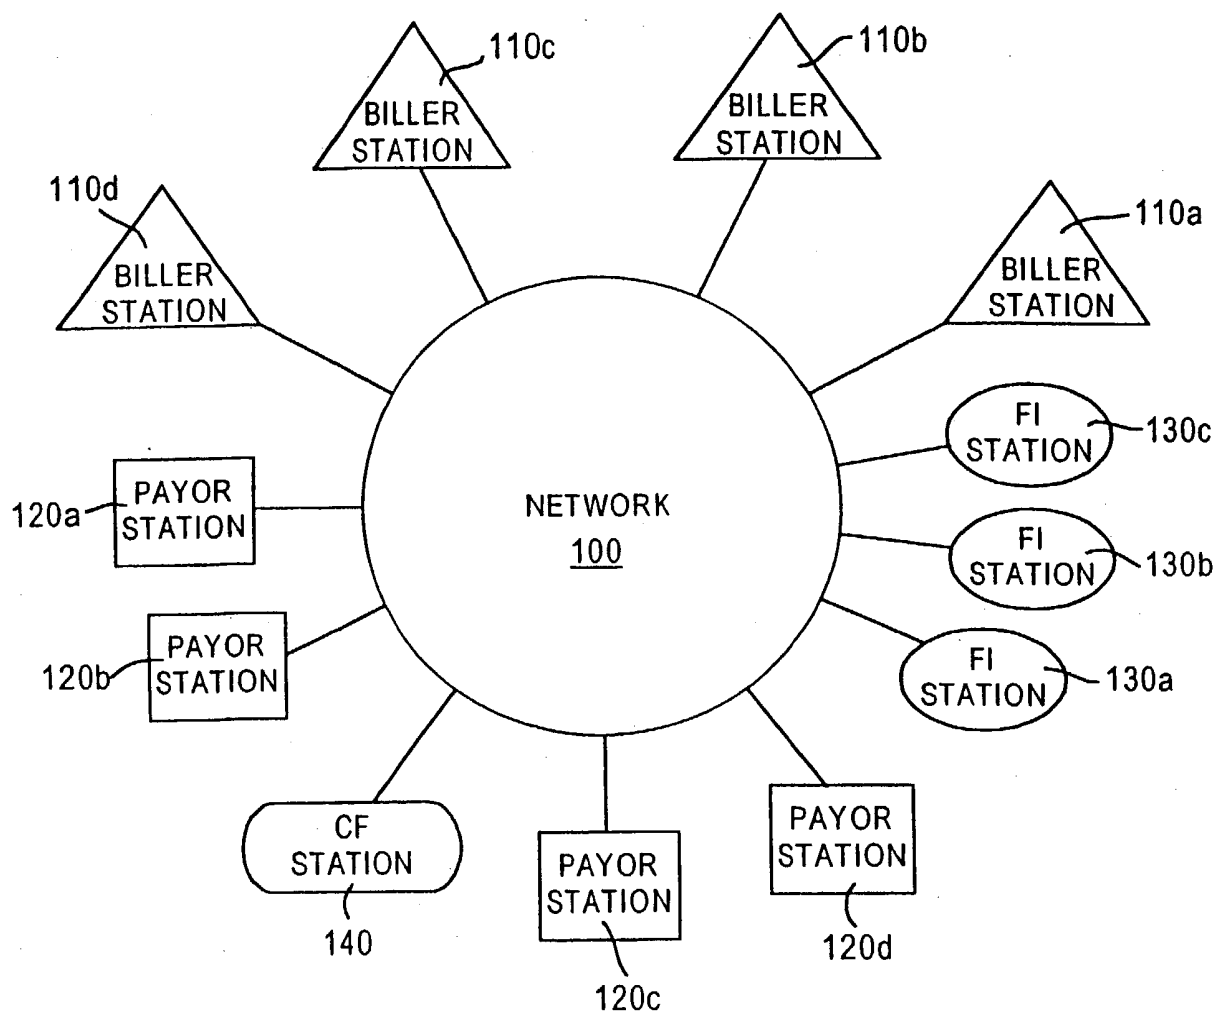 110c
BILLER
STATION
110b
BILLER
STATION
110d
BILLER
STATION
110a
BILLER
STATION
FI
STATION
130c
120a
PAYOR
STATION
NETWORK
100
FI
STATION
130b
120b
PAYOR
STATION
FI
STATION
130a
CF
STATION
140
PAYOR
STATION
120c
PAYOR
STATION
120d